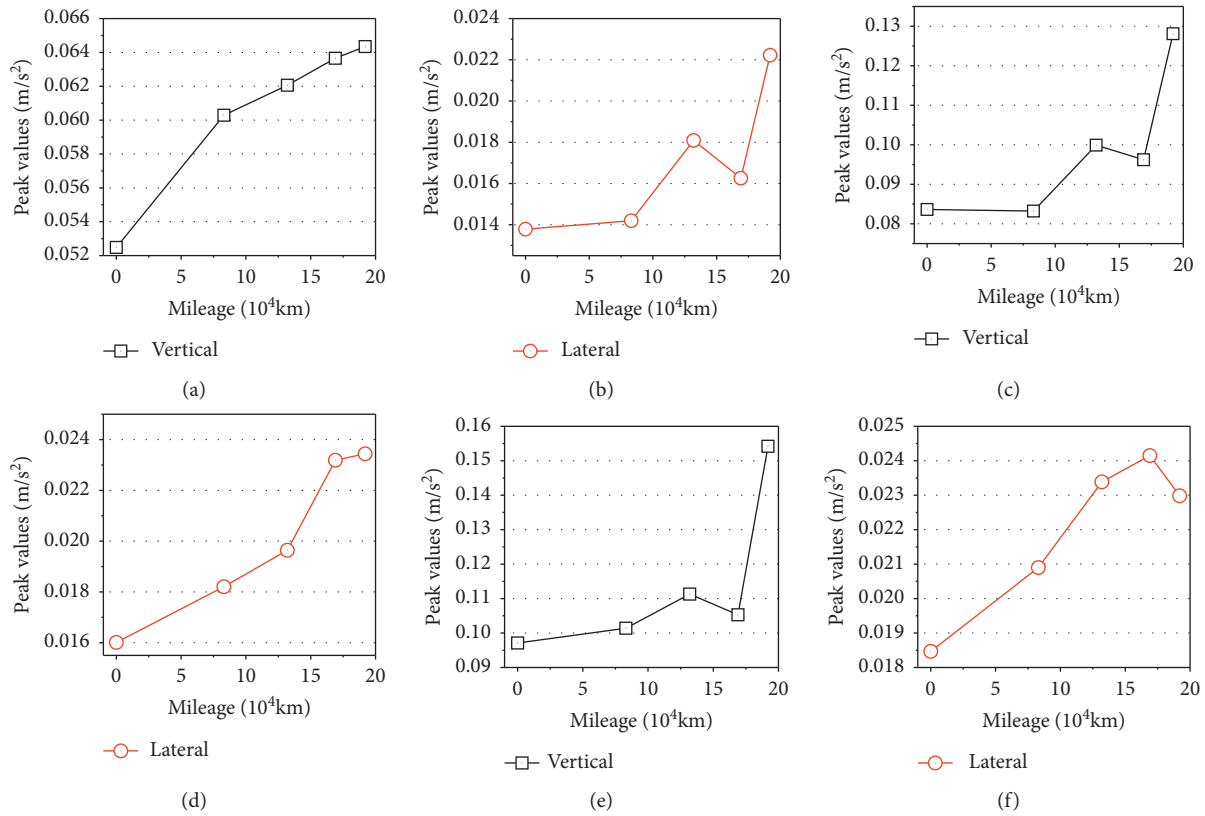 0.066
0.064
0.062
0.060
0.058
0.056
0.054
0.052
Peak values (m/s²)
0 5 10 15 20
Mileage (10⁴km)
Vertical
(a)
0.024
0.022
0.020
0.018
0.016
0.014
Peak values (m/s²)
0 5 10 15 20
Mileage (10⁴km)
Lateral
(b)
0.13
0.12
0.11
0.10
0.09
0.08
Peak values (m/s²)
0 5 10 15 20
Mileage (10⁴km)
Vertical
(c)
0.024
0.022
0.020
0.018
0.016
Peak values (m/s²)
0 5 10 15 20
Mileage (10⁴km)
Lateral
(d)
0.16
0.15
0.14
0.13
0.12
0.11
0.10
0.09
Peak values (m/s²)
0 5 10 15 20
Mileage (10⁴km)
Vertical
(e)
0.025
0.024
0.023
0.022
0.021
0.020
0.019
0.018
Peak values (m/s²)
0 5 10 15 20
Mileage (10⁴km)
Lateral
(f)